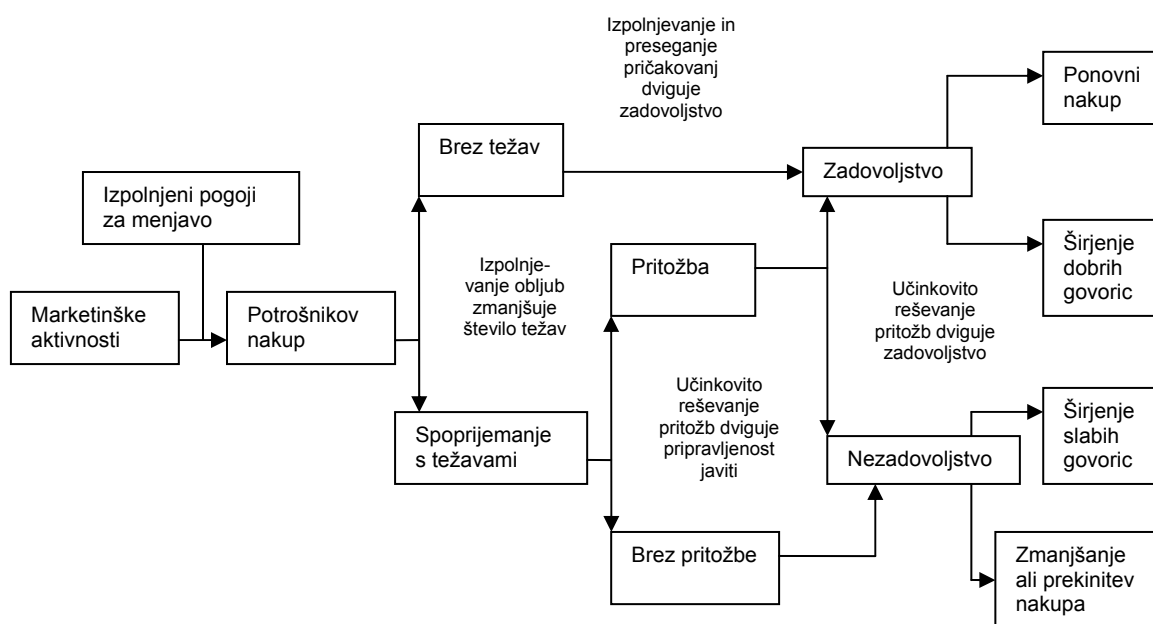 Izpolnjevanje in
preseganje
pričakovanj
dviguje
zadovoljstvo
Ponovni
nakup
Brez težav
Zadovoljstvo
Izpolnjeni pogoji
za menjavo
Izpolnje-
vanje obljub
zmanjšuje
število težav
Pritožba
Širjenje
dobrih
govoric
Marketinške
aktivnosti
Potrošnikov
nakup
Učinkovito
reševanje
pritožb dviguje
zadovoljstvo
Učinkovito
reševanje
pritožb dviguje
pripravljenost
javiti
Spoprijemanje
s težavami
Širjenje
slabih
govoric
Nezadovoljstvo
Brez pritožbe
Zmanjšanje
ali prekinitev
nakupa